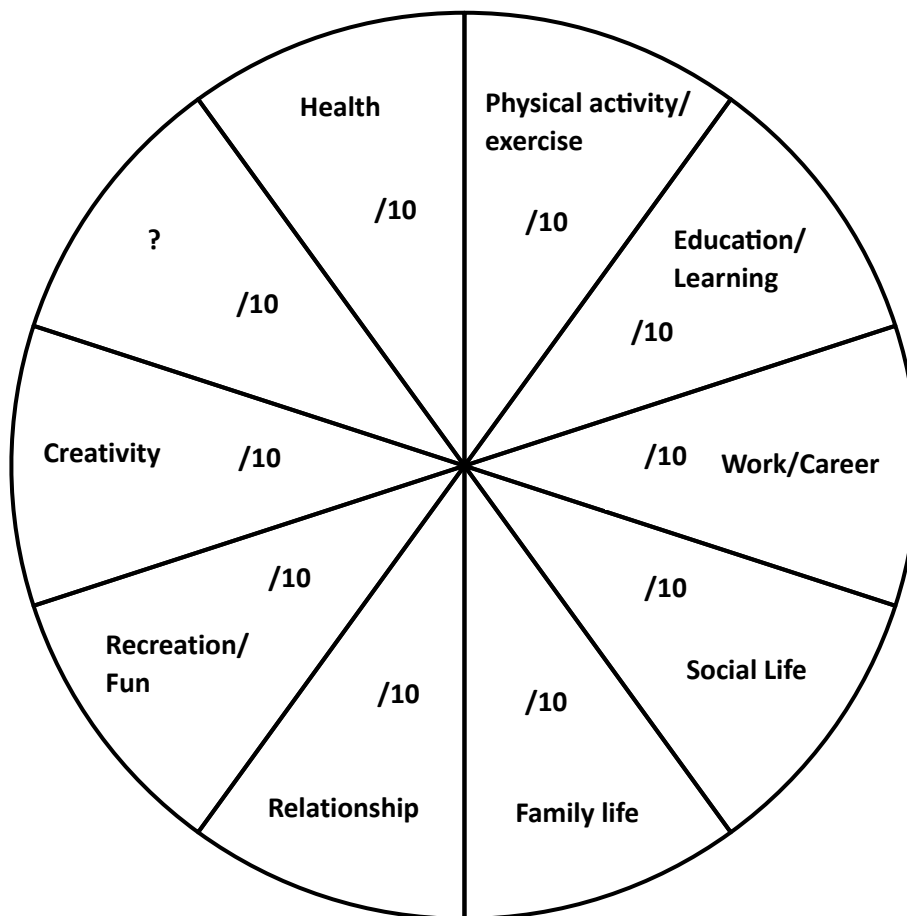 Health
/10
Physical activity/
exercise
/10
Education/
Learning
/10
/10
Work/Career
/10
Social Life
/10
Family life
/10
Relationship
/10
Recreation/
Fun
Creativity
/10
?
/10